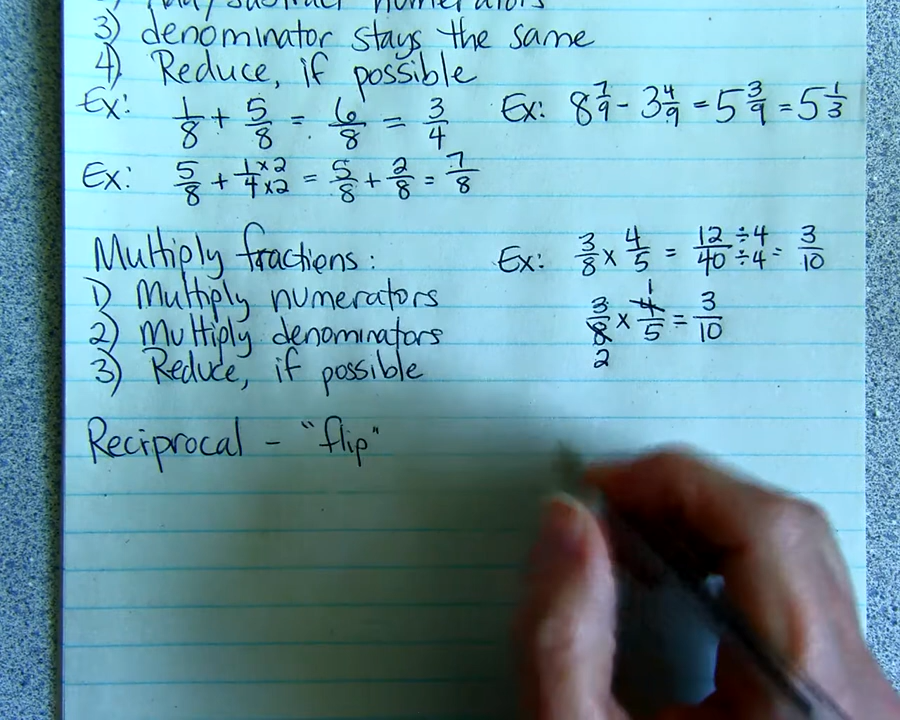 numerators
3) denominator stays the same
4) Reduce, if possible
Ex: 1/8 + 5/8 = 6/8 = 3/4 Ex: 8 7/9 - 3 4/9 = 5 3/9 = 5 1/3
Ex: 5/8 + 1/4 ×2/×2 = 5/8 + 2/8 = 7/8
Multiply fractions: Ex: 3/8 × 4/5 = 12/40 ÷4/÷4 = 3/10
1) Multiply numerators
3/8 × 4/5 = 3/10
1
2
2) Multiply denominators
3) Reduce, if possible
Reciprocal - "flip"